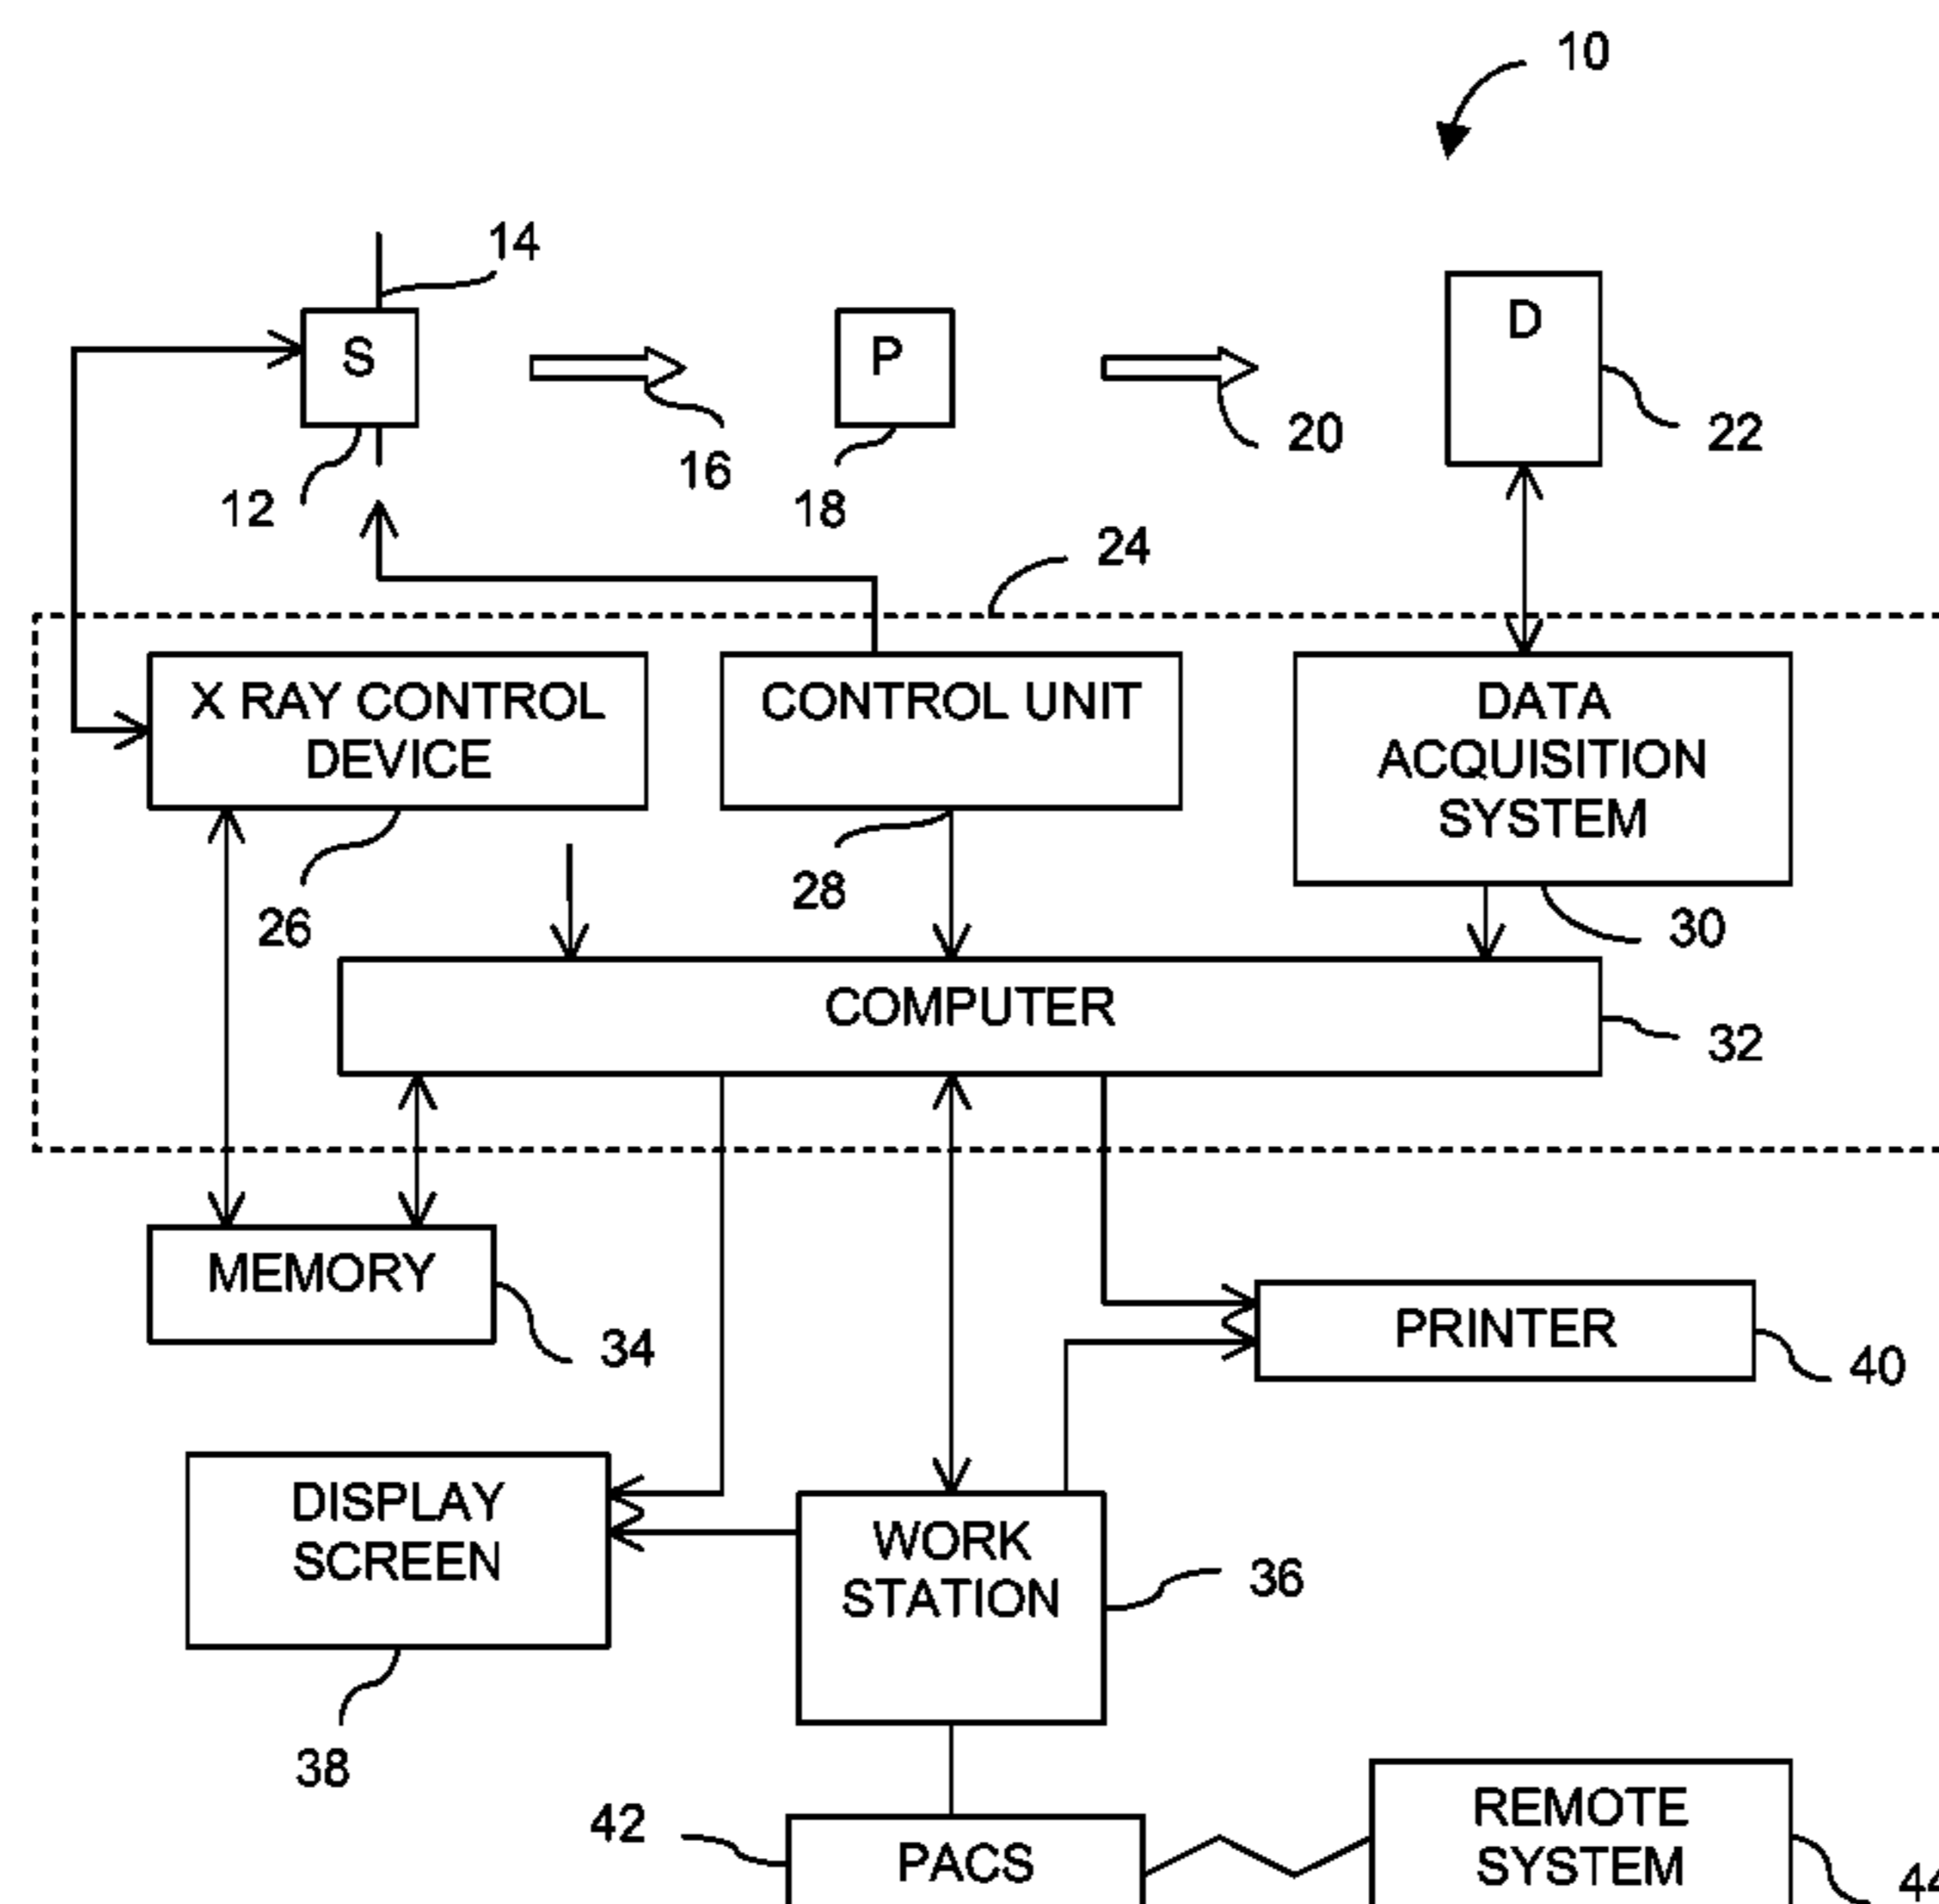 10
14
S
P
D
16
20
22
12
18
24
X RAY CONTROL
DEVICE
CONTROL UNIT
DATA
ACQUISITION
SYSTEM
26
28
30
COMPUTER
32
MEMORY
34
PRINTER
40
DISPLAY
SCREEN
WORK
STATION
36
38
42
PACS
REMOTE
SYSTEM
44